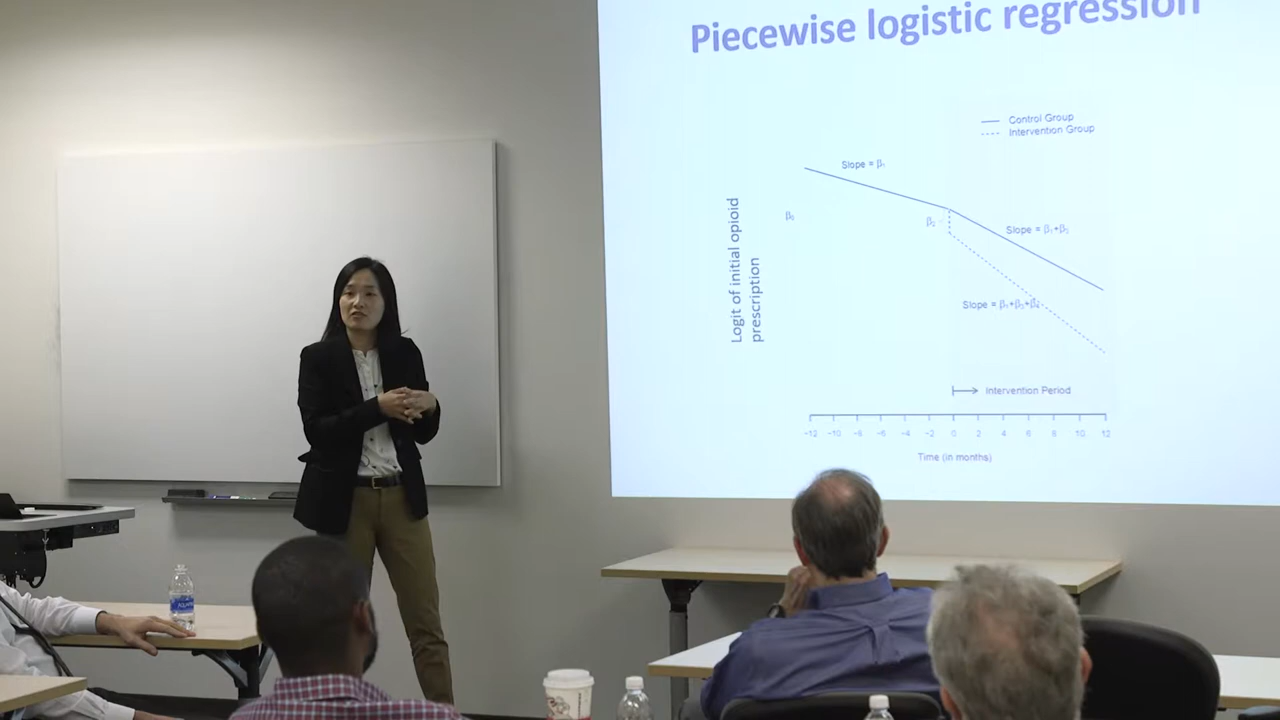 Piecewise logistic regression
Control Group
Intervention Group
Slope = β₁
β₀
β₂
Slope = β₁+β₃
Slope = β₁+β₃+β₄
Logit of initial opioid
prescription
Intervention Period
−12 −10 −8 −6 −4 −2 0 2 4 6 8 10 12
Time (in months)